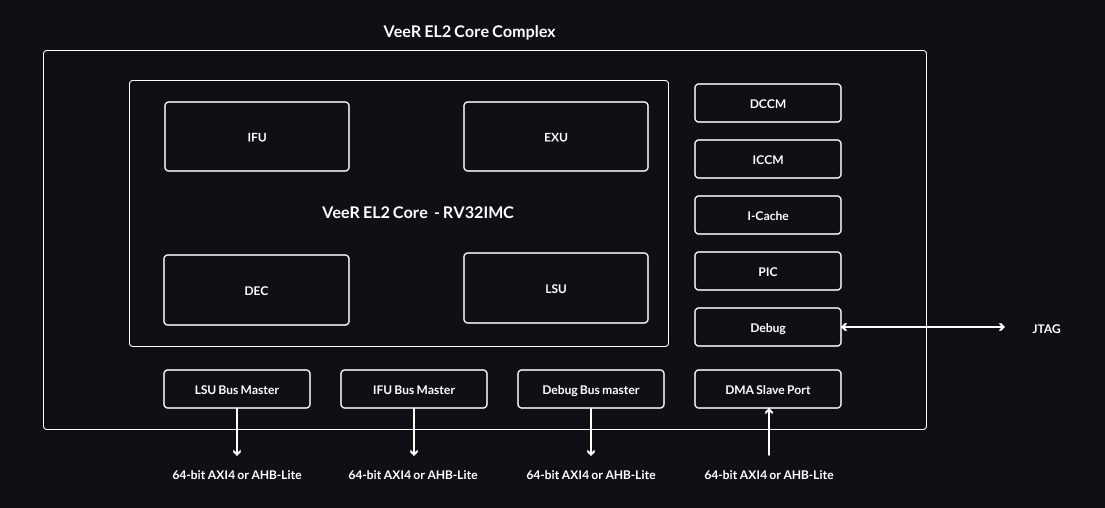 VeeR EL2 Core Complex
IFU
EXU
VeeR EL2 Core - RV32IMC
DEC
LSU
DCCM
ICCM
I-Cache
PIC
Debug
JTAG
LSU Bus Master
IFU Bus Master
Debug Bus master
DMA Slave Port
64-bit AXI4 or AHB-Lite
64-bit AXI4 or AHB-Lite
64-bit AXI4 or AHB-Lite
64-bit AXI4 or AHB-Lite